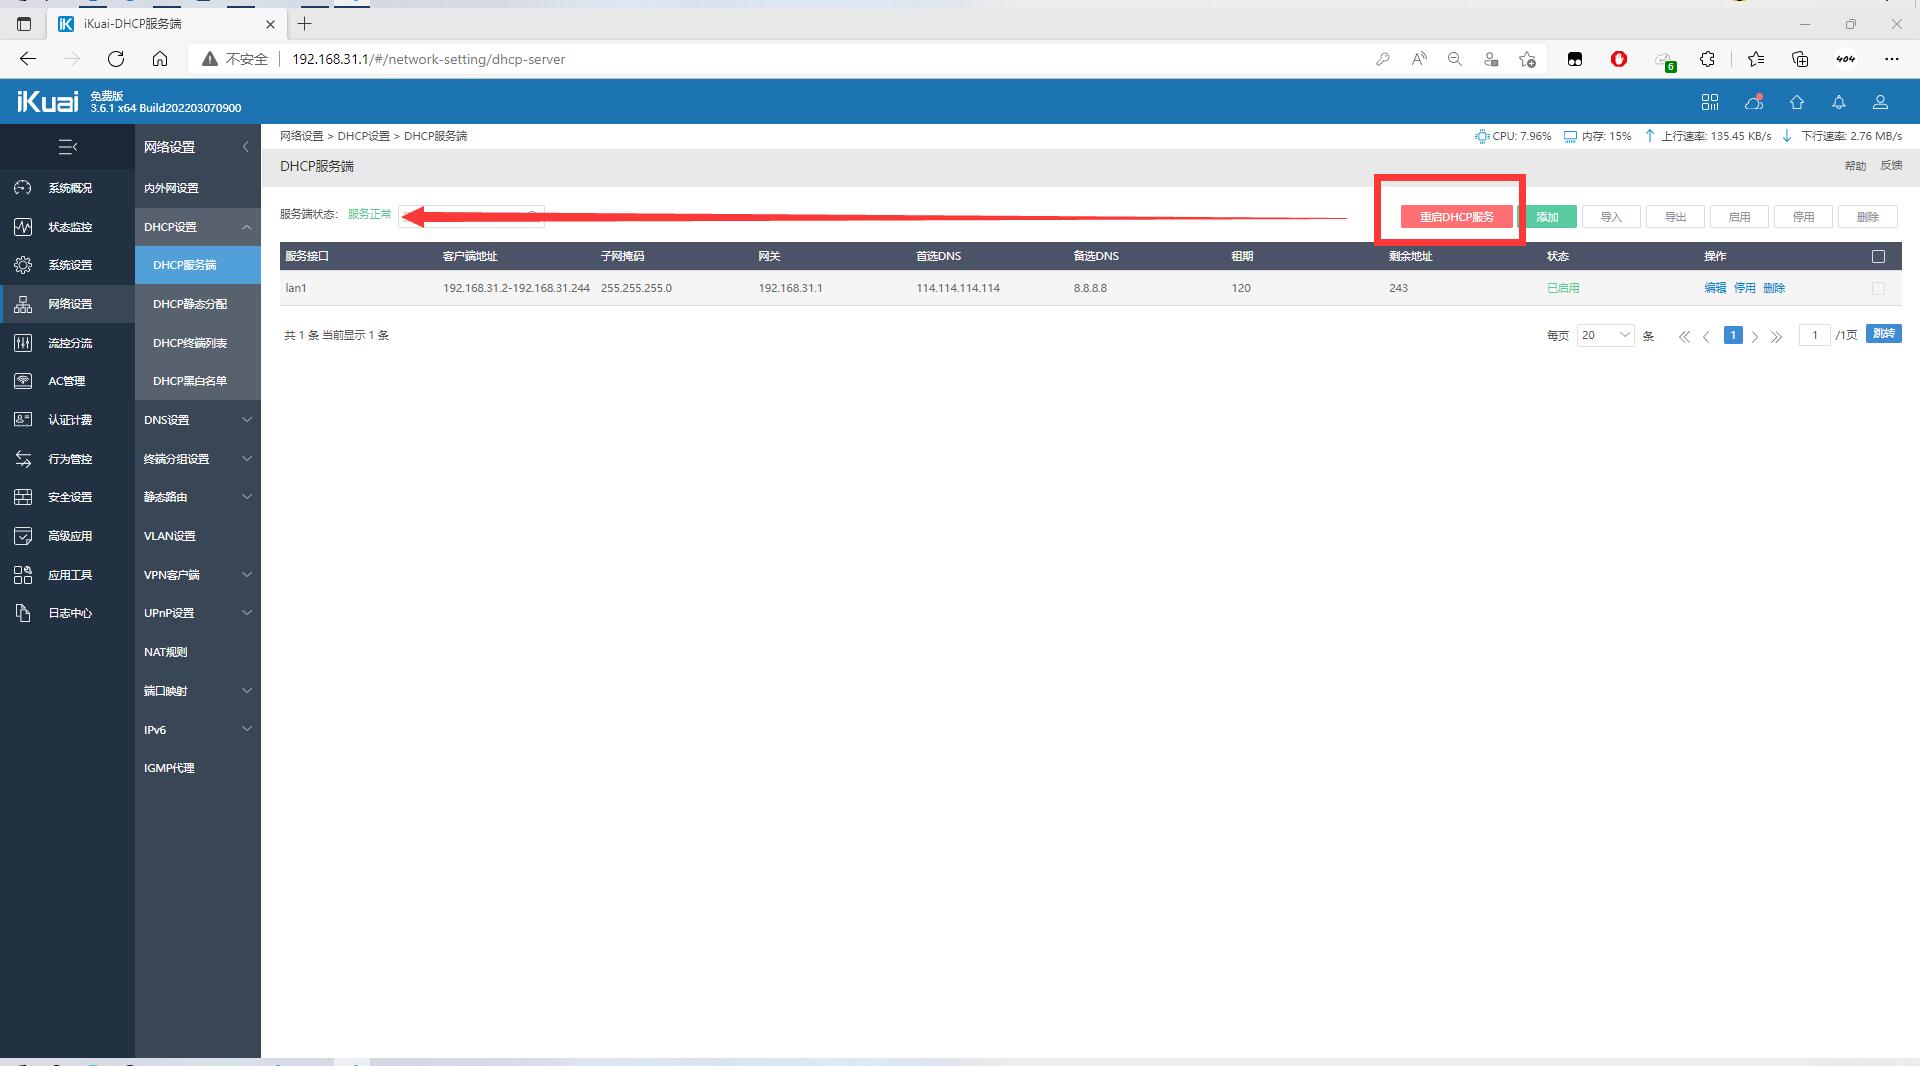 iKuai-DHCP服务端
不安全
192.168.31.1/#/network-setting/dhcp-server
6
404
iKuai
免费版
3.6.1 x64 Build202203070900
网络设置
网络设置 > DHCP设置 > DHCP服务端
CPU: 7.96%
内存: 15%
上行速率: 135.45 KB/s
下行速率: 2.76 MB/s
DHCP服务端
帮助
反馈
系统概况
状态监控
系统设置
网络设置
流控分流
AC管理
认证计费
行为管控
安全设置
高级应用
应用工具
日志中心
内外网设置
DHCP设置
DHCP服务端
DHCP静态分配
DHCP终端列表
DHCP黑白名单
DNS设置
终端分组设置
静态路由
VLAN设置
VPN客户端
UPnP设置
NAT规则
端口映射
IPv6
IGMP代理
服务端状态: 服务正常
重启DHCP服务
添加
导入
导出
启用
停用
删除
服务接口 客户端地址 子网掩码 网关 首选DNS 备选DNS 租期 剩余地址 状态 操作
lan1 192.168.31.2-192.168.31.244 255.255.255.0 192.168.31.1 114.114.114.114 8.8.8.8 120 243 已启用 编辑 停用 删除
共 1 条 当前显示 1 条
每页 20 条
1
1 /1页 跳转